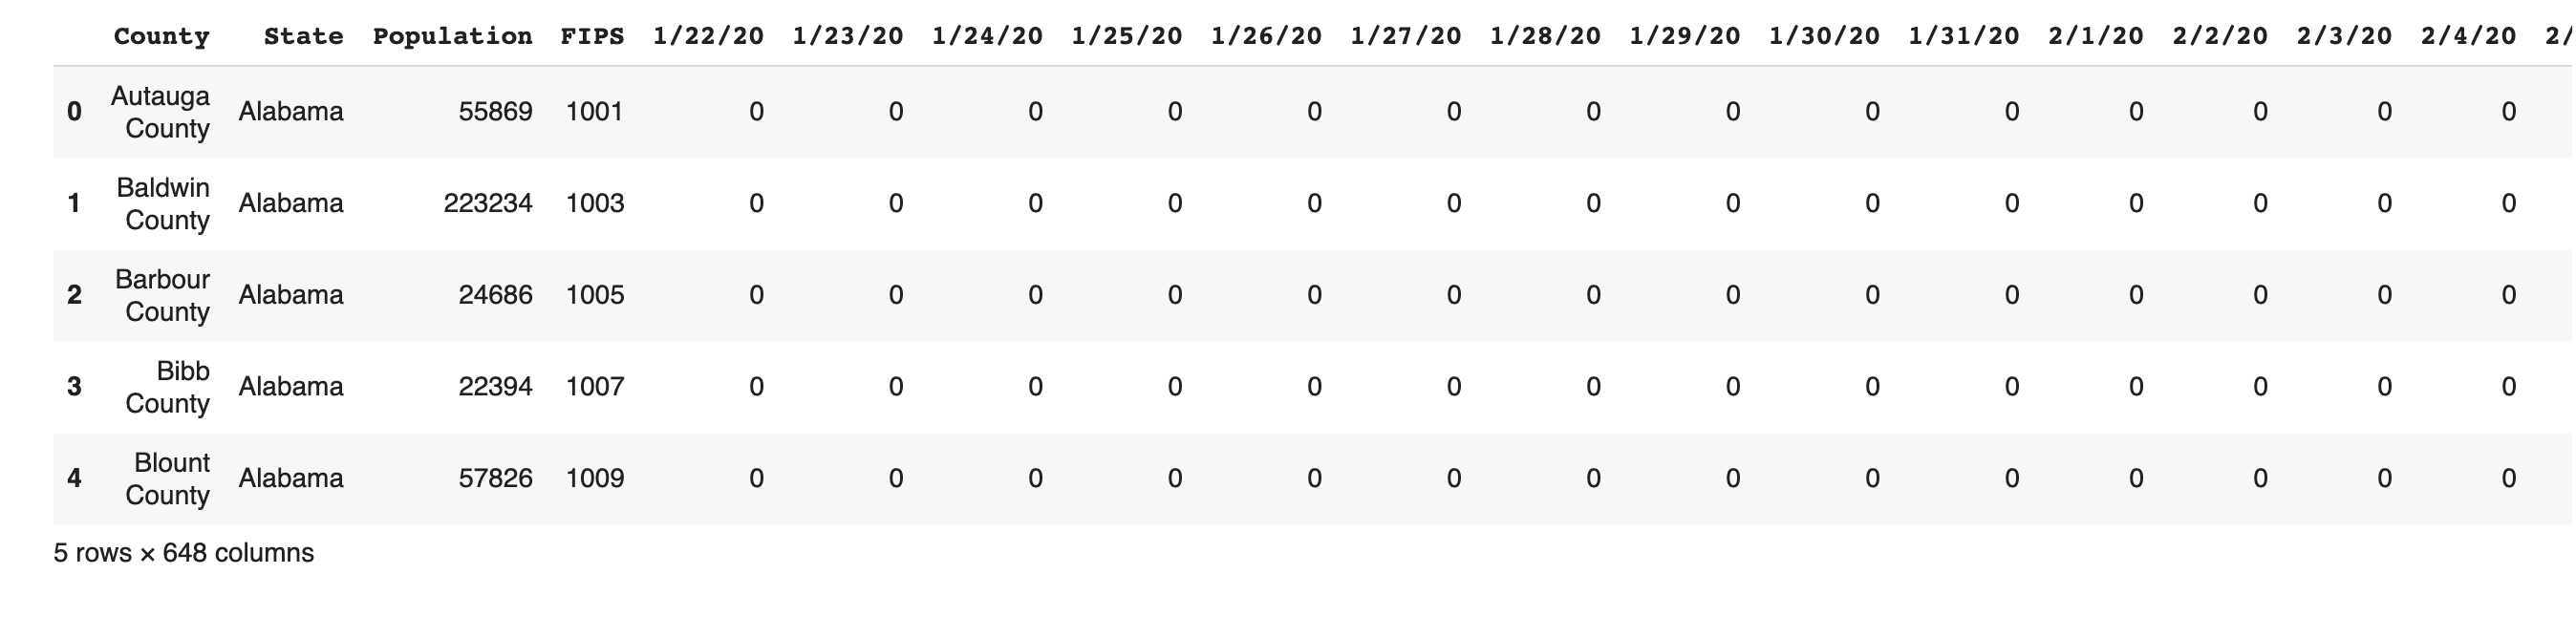 County State Population FIPS 1/22/20 1/23/20 1/24/20 1/25/20 1/26/20 1/27/20 1/28/20 1/29/20 1/30/20 1/31/20 2/1/20 2/2/20 2/3/20 2/4/20 2/
0 Autauga County Alabama 55869 1001 0 0 0 0 0 0 0 0 0 0 0 0 0 0
1 Baldwin County Alabama 223234 1003 0 0 0 0 0 0 0 0 0 0 0 0 0 0
2 Barbour County Alabama 24686 1005 0 0 0 0 0 0 0 0 0 0 0 0 0 0
3 Bibb County Alabama 22394 1007 0 0 0 0 0 0 0 0 0 0 0 0 0 0
4 Blount County Alabama 57826 1009 0 0 0 0 0 0 0 0 0 0 0 0 0 0
5 rows × 648 columns